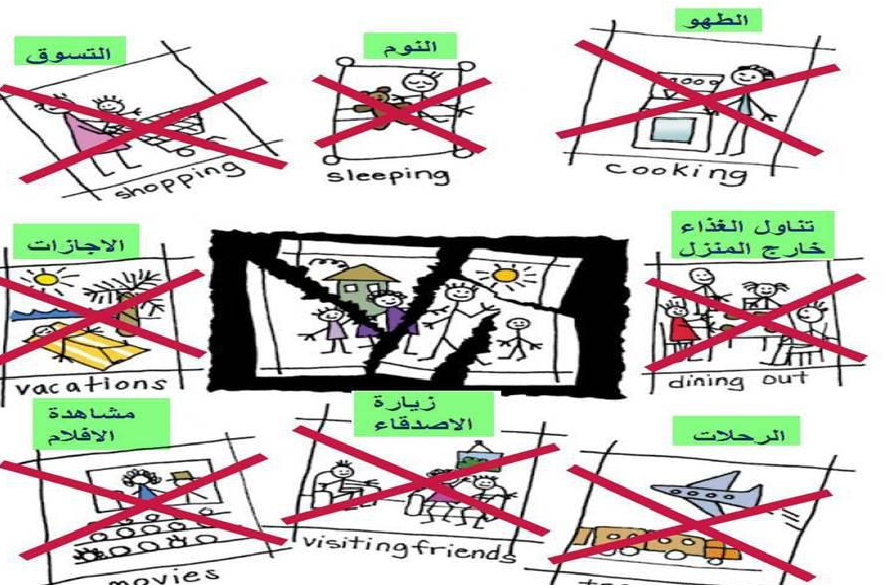 الطهو
النوم
التسوق
shopping
sleeping
cooking
الاجازات
تناول الغذاء
خارج المنزل
vacations
dining out
مشاهدة
الافلام
زيارة
الاصدقاء
الرحلات
visiting friends
movies